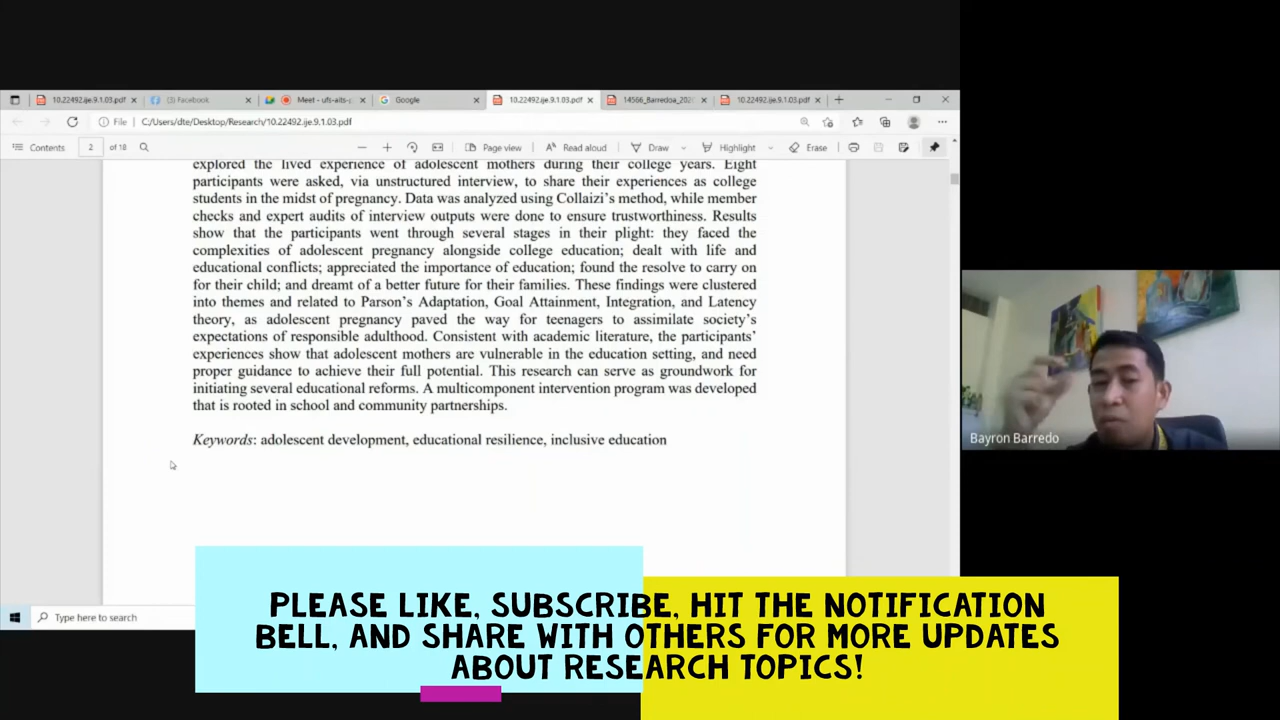 10.22492.ije.9.1.03.pdf
(3) Facebook
Meet - ufs-aits-p
Google
10.22492.ije.9.1.03.pdf
14566_Barredoa_202
10.22492.ije.9.1.03.pdf
File
C:/Users/dte/Desktop/Research/10.22492.ije.9.1.03.pdf
Contents
2
of 18
Page view
Read aloud
Draw
Highlight
Erase
explored the lived experience of adolescent mothers during their college years. Eight
participants were asked, via unstructured interview, to share their experiences as college
students in the midst of pregnancy. Data was analyzed using Collaizi's method, while member
checks and expert audits of interview outputs were done to ensure trustworthiness. Results
show that the participants went through several stages in their plight: they faced the
complexities of adolescent pregnancy alongside college education; dealt with life and
educational conflicts; appreciated the importance of education; found the resolve to carry on
for their child; and dreamt of a better future for their families. These findings were clustered
into themes and related to Parson's Adaptation, Goal Attainment, Integration, and Latency
theory, as adolescent pregnancy paved the way for teenagers to assimilate society's
expectations of responsible adulthood. Consistent with academic literature, the participants'
experiences show that adolescent mothers are vulnerable in the education setting, and need
proper guidance to achieve their full potential. This research can serve as groundwork for
initiating several educational reforms. A multicomponent intervention program was developed
that is rooted in school and community partnerships.
Keywords: adolescent development, educational resilience, inclusive education
Bayron Barredo
Type here to search
PLEASE LIKE, SUBSCRIBE, HIT THE NOTIFICATION
BELL, AND SHARE WITH OTHERS FOR MORE UPDATES
ABOUT RESEARCH TOPICS!